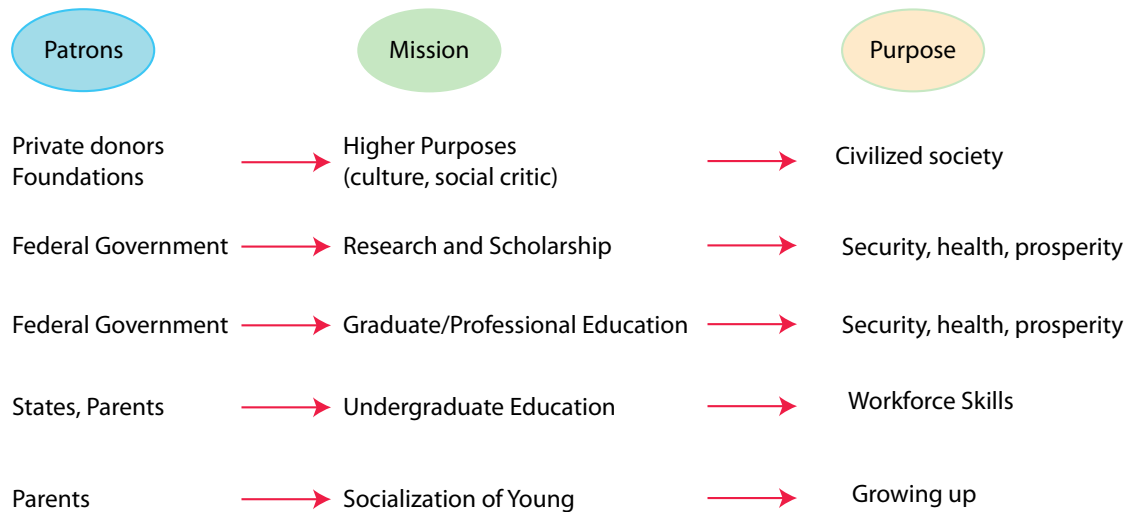 Patrons
Mission
Purpose
Private donors
Foundations
Higher Purposes
(culture, social critic)
Civilized society
Federal Government
Research and Scholarship
Security, health, prosperity
Federal Government
Graduate/Professional Education
Security, health, prosperity
States, Parents
Undergraduate Education
Workforce Skills
Parents
Socialization of Young
Growing up